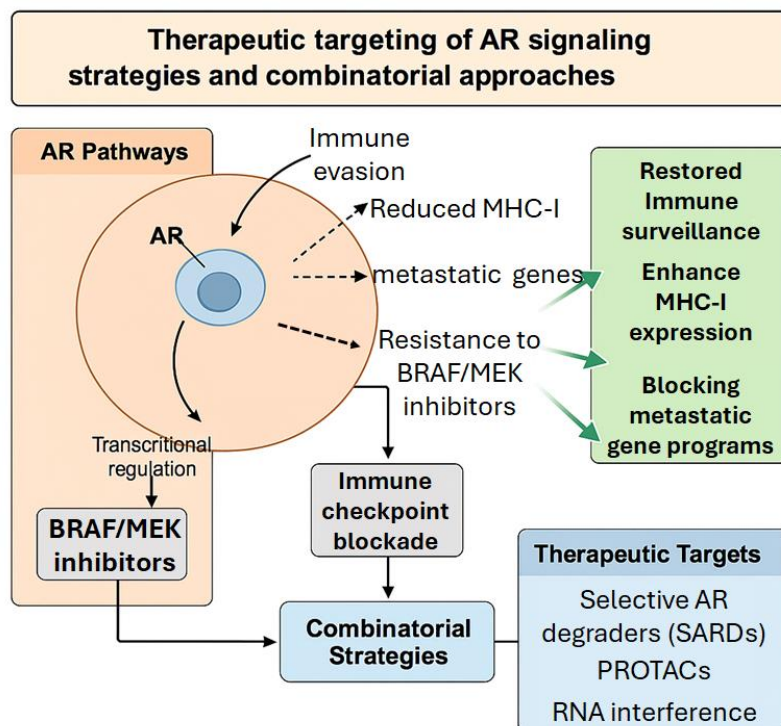 Therapeutic targeting of AR signaling
strategies and combinatorial approaches
AR Pathways
Immune
evasion
AR
Reduced MHC-I
metastatic genes
Resistance to
BRAF/MEK
inhibitors
Transcritional
regulation
BRAF/MEK
inhibitors
Immune
checkpoint
blockade
Combinatorial
Strategies
Restored
Immune
surveillance
Enhance
MHC-I
expression
Blocking
metastatic
gene programs
Therapeutic Targets
Selective AR
degraders (SARDs)
PROTACs
RNA interference